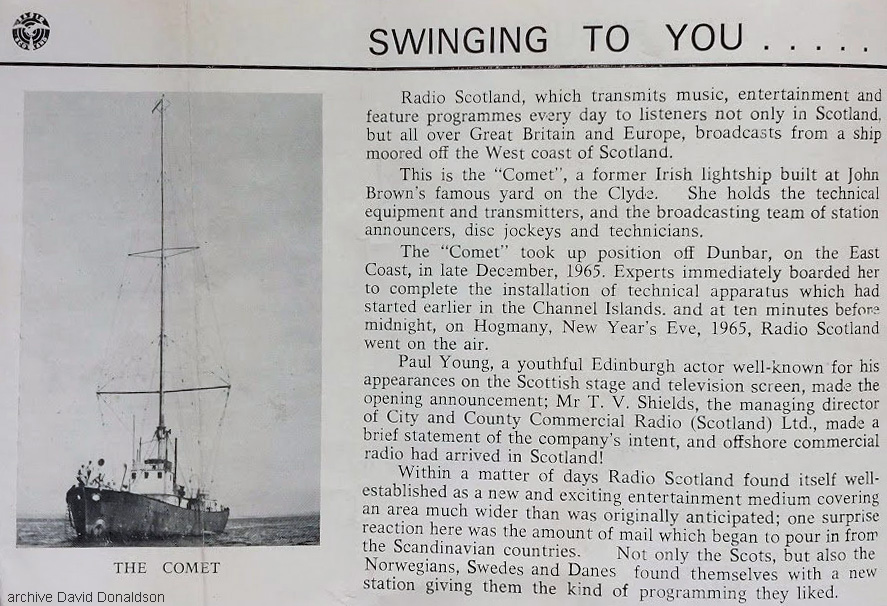 SWINGING TO YOU . . . . .
Radio Scotland, which transmits music, entertainment and
feature programmes every day to listeners not only in Scotland,
but all over Great Britain and Europe, broadcasts from a ship
moored off the West coast of Scotland.
This is the "Comet", a former Irish lightship built at John
Brown's famous yard on the Clyde. She holds the technical
equipment and transmitters, and the broadcasting team of station
announcers, disc jockeys and technicians.
The "Comet" took up position off Dunbar, on the East
Coast, in late December, 1965. Experts immediately boarded her
to complete the installation of technical apparatus which had
started earlier in the Channel Islands. and at ten minutes before
midnight, on Hogmany, New Year's Eve, 1965, Radio Scotland
went on the air.
Paul Young, a youthful Edinburgh actor well-known for his
appearances on the Scottish stage and television screen, made the
opening announcement; Mr T. V. Shields, the managing director
of City and County Commercial Radio (Scotland) Ltd., made a
brief statement of the company's intent, and offshore commercial
radio had arrived in Scotland!
Within a matter of days Radio Scotland found itself well-
established as a new and exciting entertainment medium covering
an area much wider than was originally anticipated; one surprise
reaction here was the amount of mail which began to pour in from
the Scandinavian countries. Not only the Scots, but also the
Norwegians, Swedes and Danes found themselves with a new
station giving them the kind of programming they liked.
THE COMET
archive David Donaldson